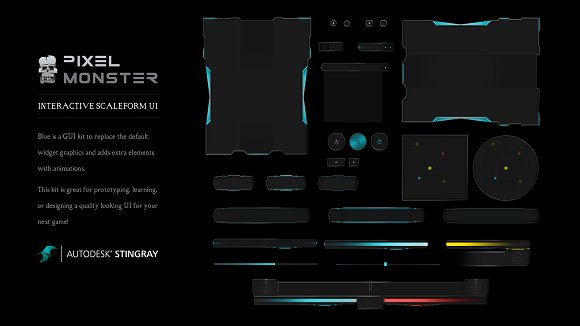 PIXEL
MONSTER
INTERACTIVE SCALEFORM UI
Blue is a GUI kit to replace the default
widget graphics and adds extra elements
with animations.
This kit is great for prototyping, learning,
or designing a quality looking UI for your
next game!
AUTODESK® STINGRAY